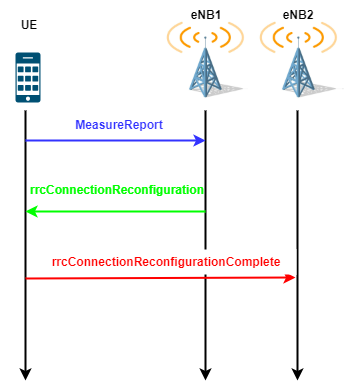 UE
eNB1
eNB2
MeasureReport
rrcConnectionReconfiguration
rrcConnectionReconfigurationComplete